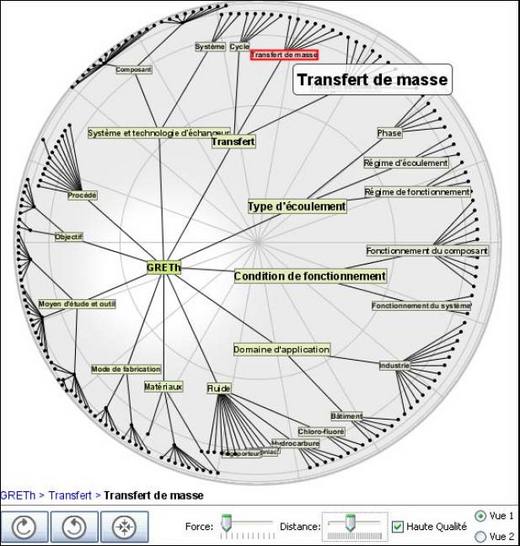 Système
Cycle
Transfert de masse
Composant
Transfert de masse
Système et technologie d'échangeur
Transfert
Phase
Régime d'écoulement
Régime de fonctionnement
Procédé
Type d'écoulement
Objectif
Fonctionnement du composant
GRETh
Condition de fonctionnement
Moyen d'étude et outil
Fonctionnement du système
Domaine d'application
Industrie
Mode de fabrication
Matériaux
Fluide
Bâtiment
Chloro-fluoré
Hydrocarbure
GRETh > Transfert > Transfert de masse
Force:
Distance:
Haute Qualité
Vue 1
Vue 2